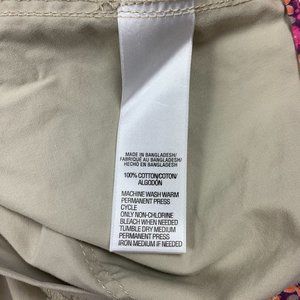 MADE IN BANGLADESH/
FABRIQUÉ AU BANGLADESH/
HECHO EN BANGLADESH
100% COTTON/COTON/
ALGODÓN
MACHINE WASH WARM
PERMANENT PRESS
CYCLE
ONLY NON-CHLORINE
BLEACH WHEN NEEDED
TUMBLE DRY MEDIUM
PERMANENT PRESS
IRON MEDIUM IF NEEDED